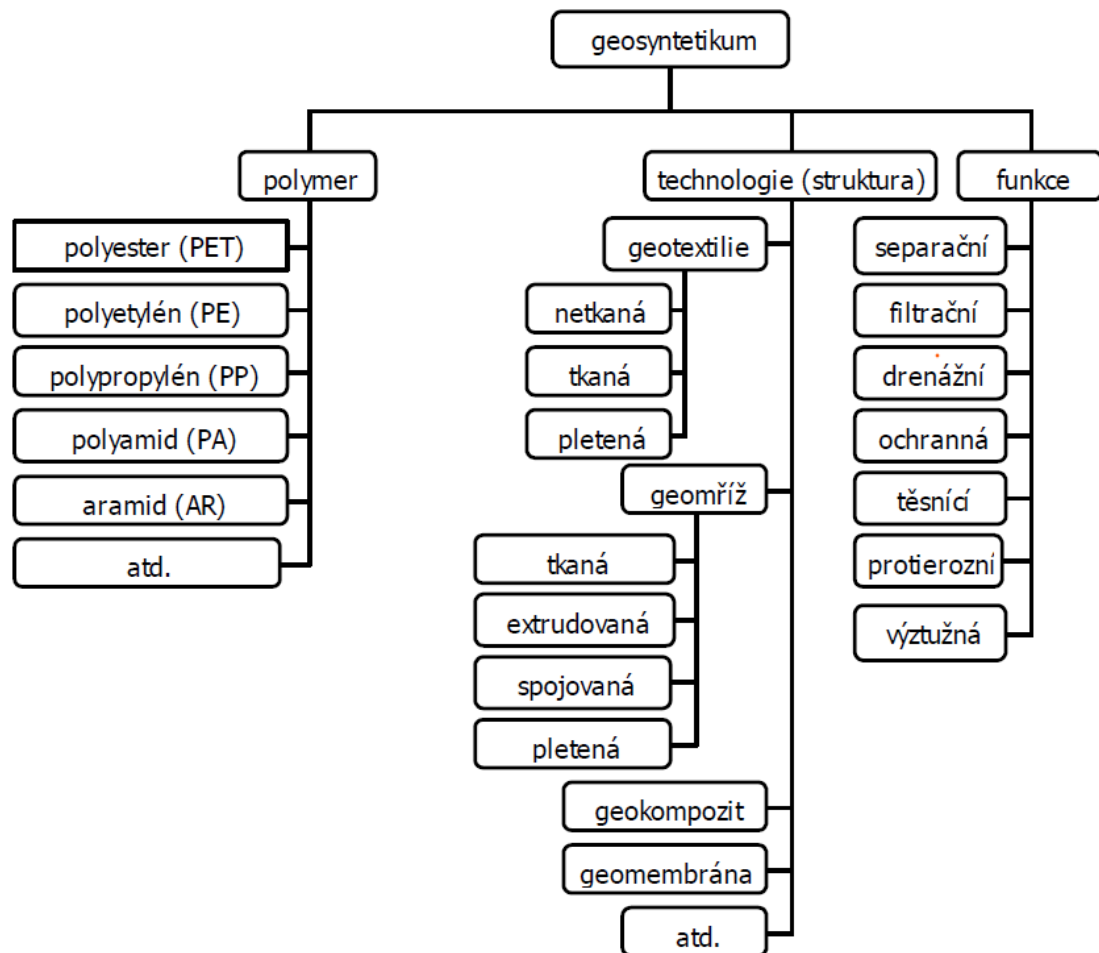 geosyntetikum
polymer
technologie (struktura)
funkce
polyester (PET)
polyetylén (PE)
polypropylén (PP)
polyamid (PA)
aramid (AR)
atd.
geotextilie
netkaná
tkaná
pletená
geomříž
tkaná
extrudovaná
spojovaná
pletená
geokompozit
geomembrána
atd.
separační
filtrační
drenážní
ochranná
těsnící
protierozní
výztužná